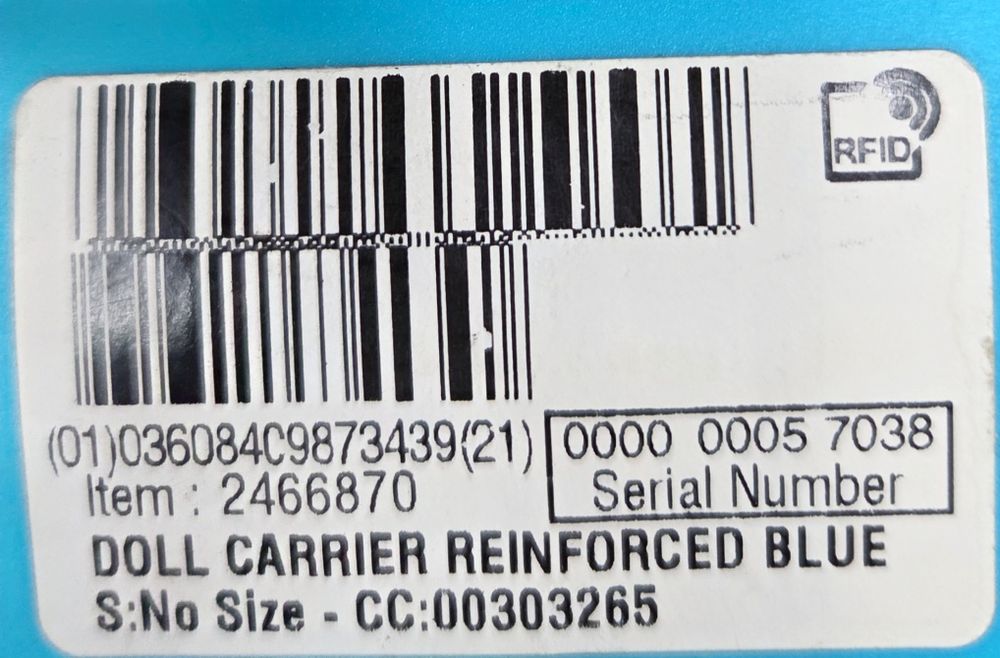 RFID
(01)03608409873439(21) 0000 0005 7038
Item : 2466870 Serial Number
DOLL CARRIER REINFORCED BLUE
S:No Size - CC:00303265